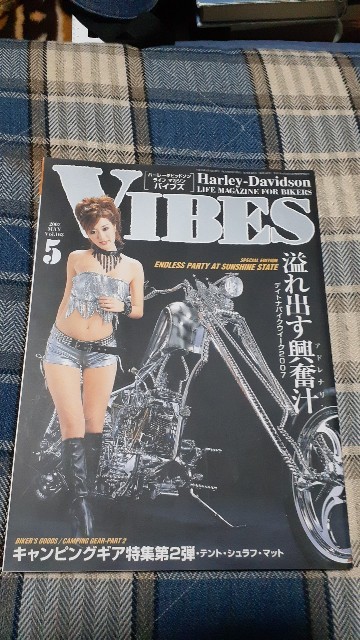 ハーレーダビッドソン
ライフ マガジン
バイブズ
Harley-Davidson
LIFE MAGAZINE FOR BIKERS
VIBES
2007
MAY
Vol.163
5
SPECIAL EDITION
ENDLESS PARTY AT SUNSHINE STATE
溢れ出す興奮汁
アドレナリン
デイトナバイクウィーク2007
BIKER'S GOODS / CAMPING GEAR-PART 2
キャンピングギア特集第2弾・テント・シュラフ・マット